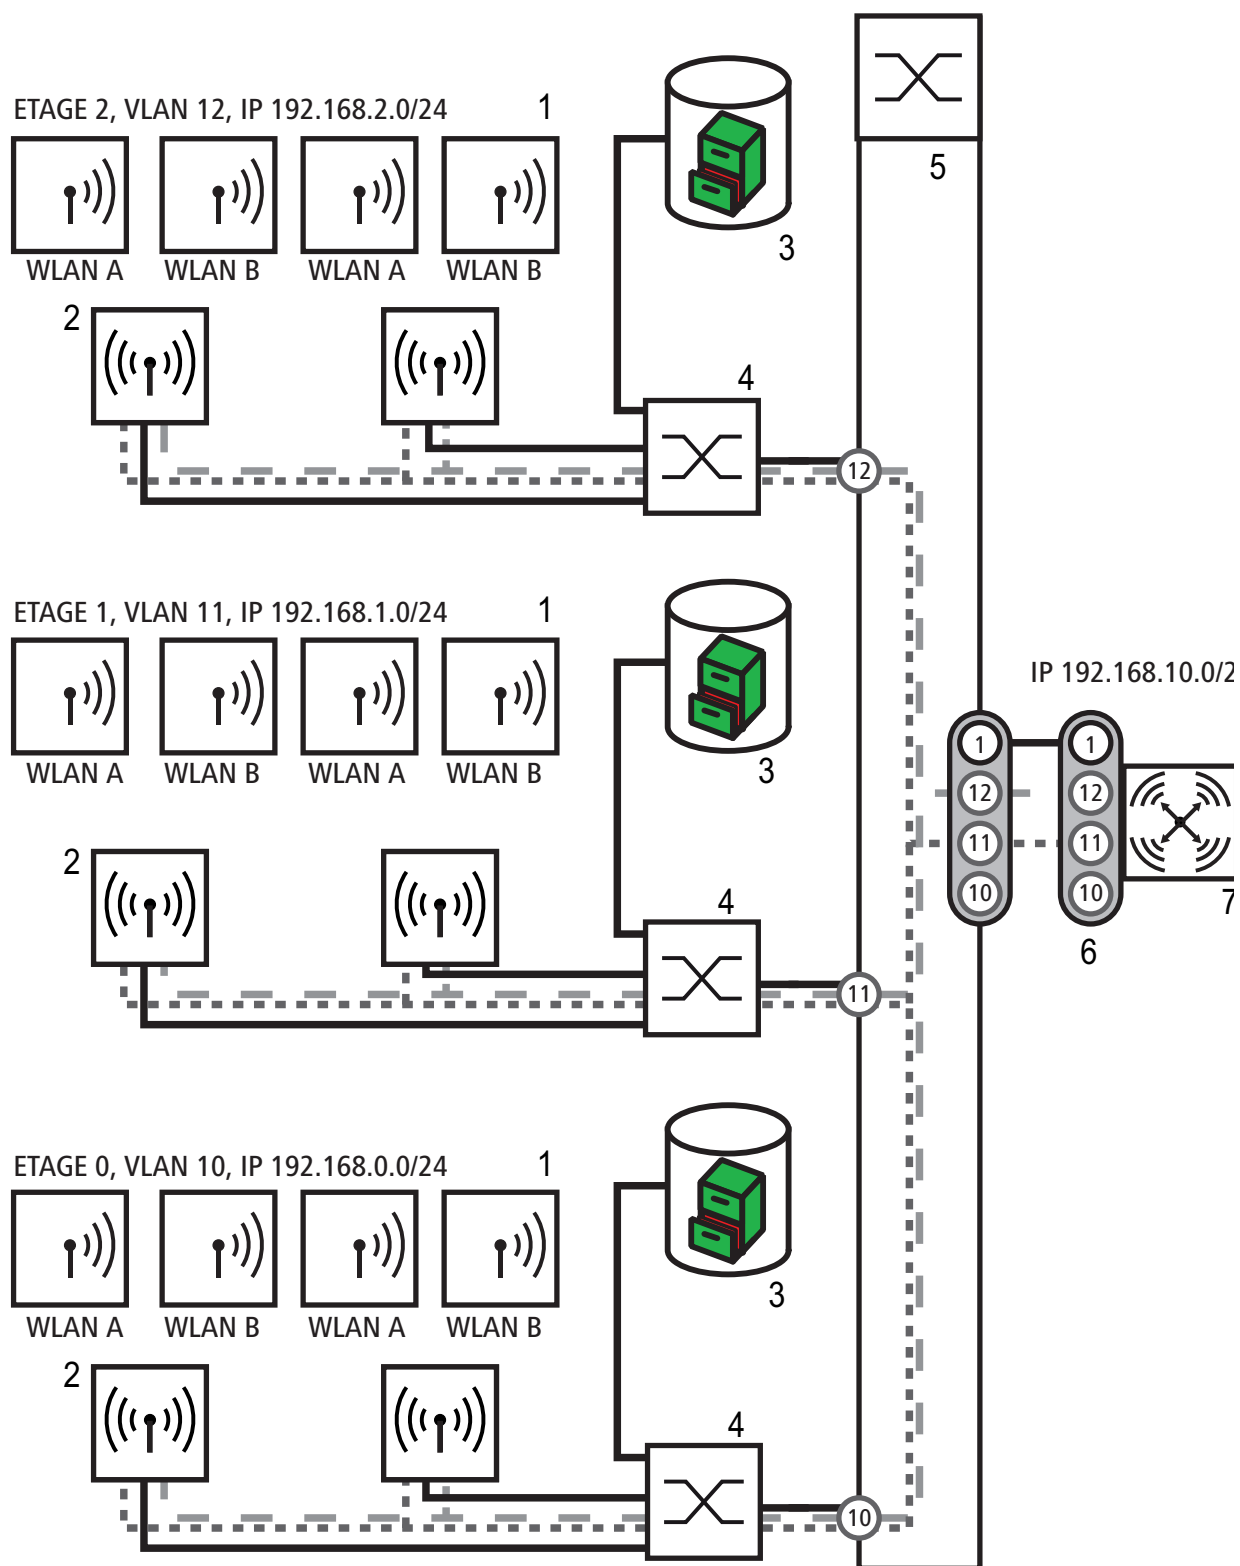 ETAGE 2, VLAN 12, IP 192.168.2.0/24 1
WLAN A WLAN B WLAN A WLAN B
2
3
4
5
12
ETAGE 1, VLAN 11, IP 192.168.1.0/24 1
WLAN A WLAN B WLAN A WLAN B
2
3
4
11
IP 192.168.10.0/2
1 1
12 12
11 11
10 10
6
7
ETAGE 0, VLAN 10, IP 192.168.0.0/24 1
WLAN A WLAN B WLAN A WLAN B
2
3
4
10